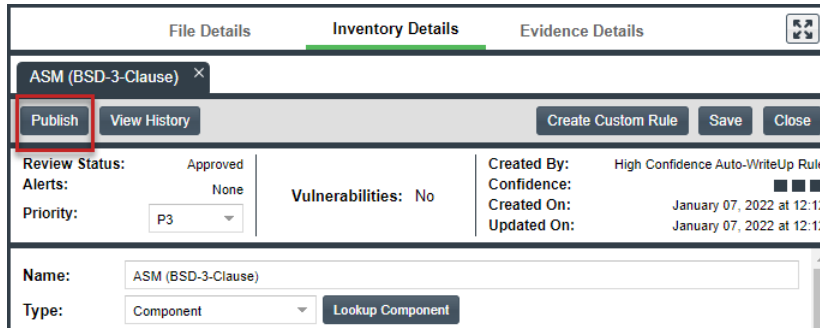 File Details Inventory Details Evidence Details
ASM (BSD-3-Clause) ×
Publish View History Create Custom Rule Save Close
Review Status: Approved Created By: High Confidence Auto-WriteUp Rule
Alerts: None Vulnerabilities: No Confidence:
Priority: P3 Created On: January 07, 2022 at 12:12
Updated On: January 07, 2022 at 12:12
Name: ASM (BSD-3-Clause)
Type: Component Lookup Component